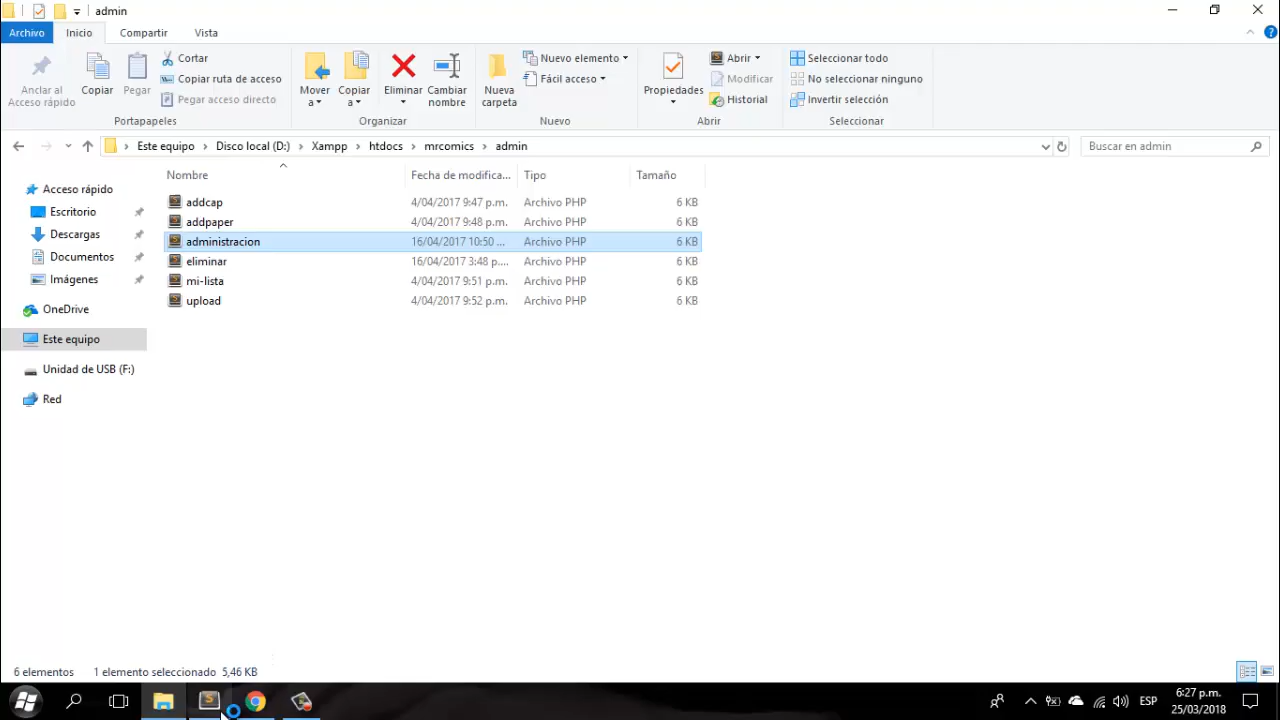 admin
Archivo Inicio Compartir Vista
Anclar al Acceso rápido
Copiar
Pegar
Cortar
Copiar ruta de acceso
Pegar acceso directo
Portapapeles
Mover a
Copiar a
Eliminar
Cambiar nombre
Organizar
Nueva carpeta
Nuevo elemento
Fácil acceso
Nuevo
Propiedades
Abrir
Modificar
Historial
Abrir
Seleccionar todo
No seleccionar ninguno
Invertir selección
Seleccionar
Este equipo > Disco local (D:) > Xampp > htdocs > mrcomics > admin
Buscar en admin
Nombre Fecha de modifica... Tipo Tamaño
addcap 4/04/2017 9:47 p.m. Archivo PHP 6 KB
addpaper 4/04/2017 9:48 p.m. Archivo PHP 6 KB
administracion 16/04/2017 10:50 ... Archivo PHP 6 KB
eliminar 16/04/2017 3:48 p.... Archivo PHP 6 KB
mi-lista 4/04/2017 9:51 p.m. Archivo PHP 6 KB
upload 4/04/2017 9:52 p.m. Archivo PHP 6 KB
Acceso rápido
Escritorio
Descargas
Documentos
Imágenes
OneDrive
Este equipo
Unidad de USB (F:)
Red
6 elementos 1 elemento seleccionado 5,46 KB
ESP
6:27 p.m.
25/03/2018